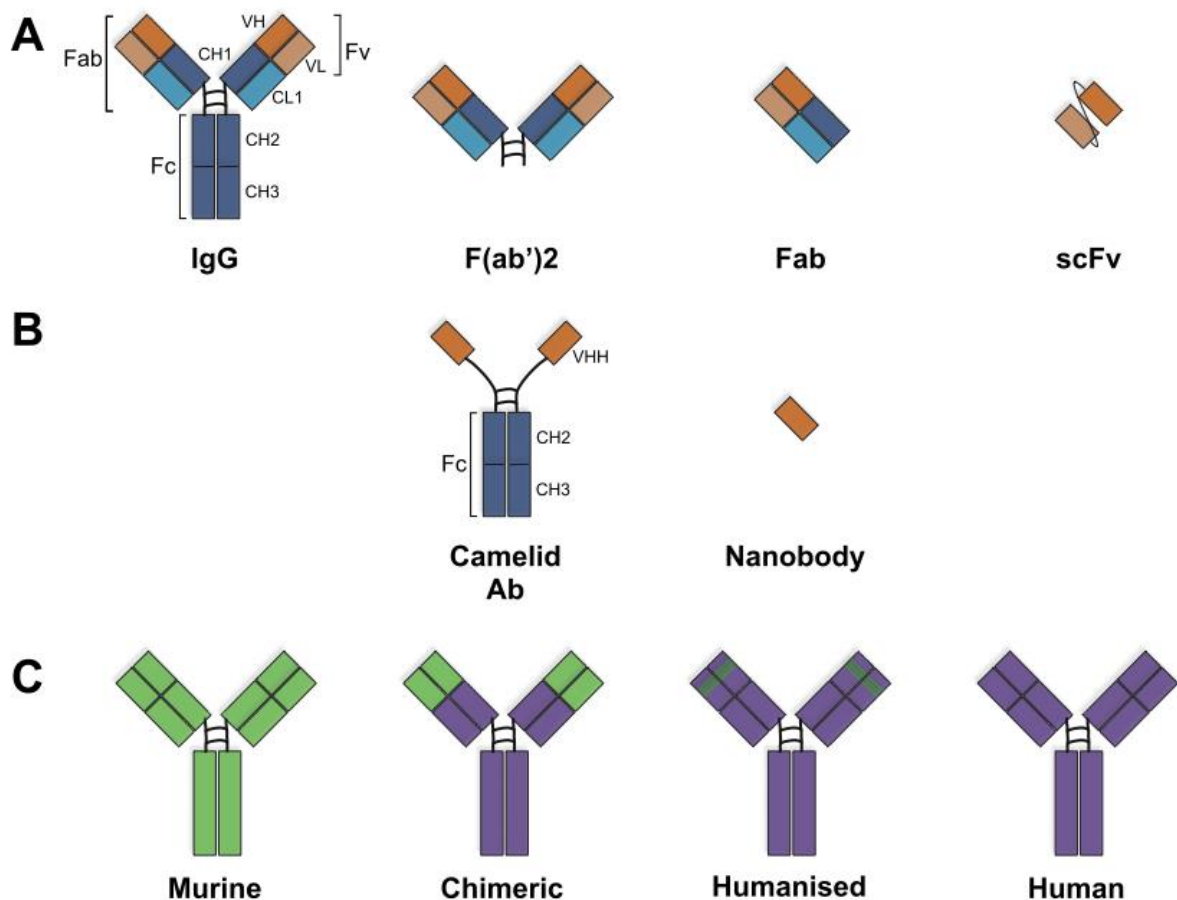 A
VH
Fab
CH1
Fv
VL
CL1
CH2
Fc
CH3
IgG
F(ab’)2
Fab
scFv
B
VHH
CH2
Fc
CH3
Camelid
Ab
Nanobody
C
Murine
Chimeric
Humanised
Human